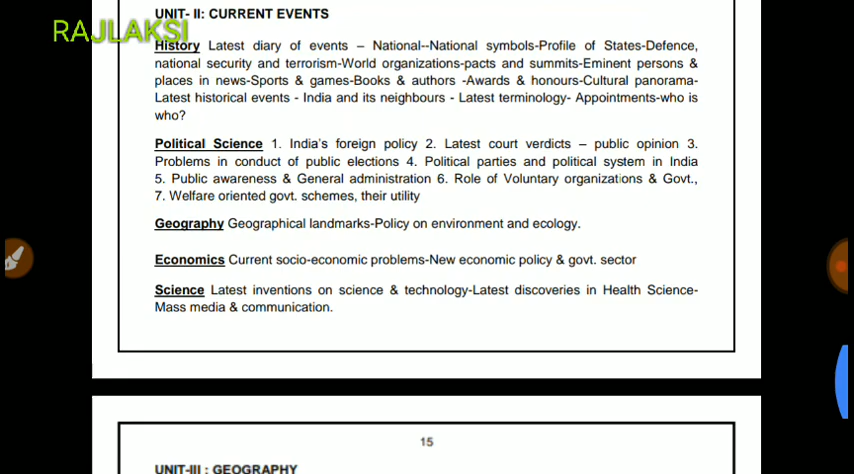 UNIT- II: CURRENT EVENTS
RAJLAKSI
History Latest diary of events – National--National symbols-Profile of States-Defence,
national security and terrorism-World organizations-pacts and summits-Eminent persons &
places in news-Sports & games-Books & authors -Awards & honours-Cultural panorama-
Latest historical events - India and its neighbours - Latest terminology- Appointments-who is
who?
Political Science 1. India's foreign policy 2. Latest court verdicts – public opinion 3.
Problems in conduct of public elections 4. Political parties and political system in India
5. Public awareness & General administration 6. Role of Voluntary organizations & Govt.,
7. Welfare oriented govt. schemes, their utility
Geography Geographical landmarks-Policy on environment and ecology.
Economics Current socio-economic problems-New economic policy & govt. sector
Science Latest inventions on science & technology-Latest discoveries in Health Science-
Mass media & communication.
15
UNIT-III : GEOGRAPHY